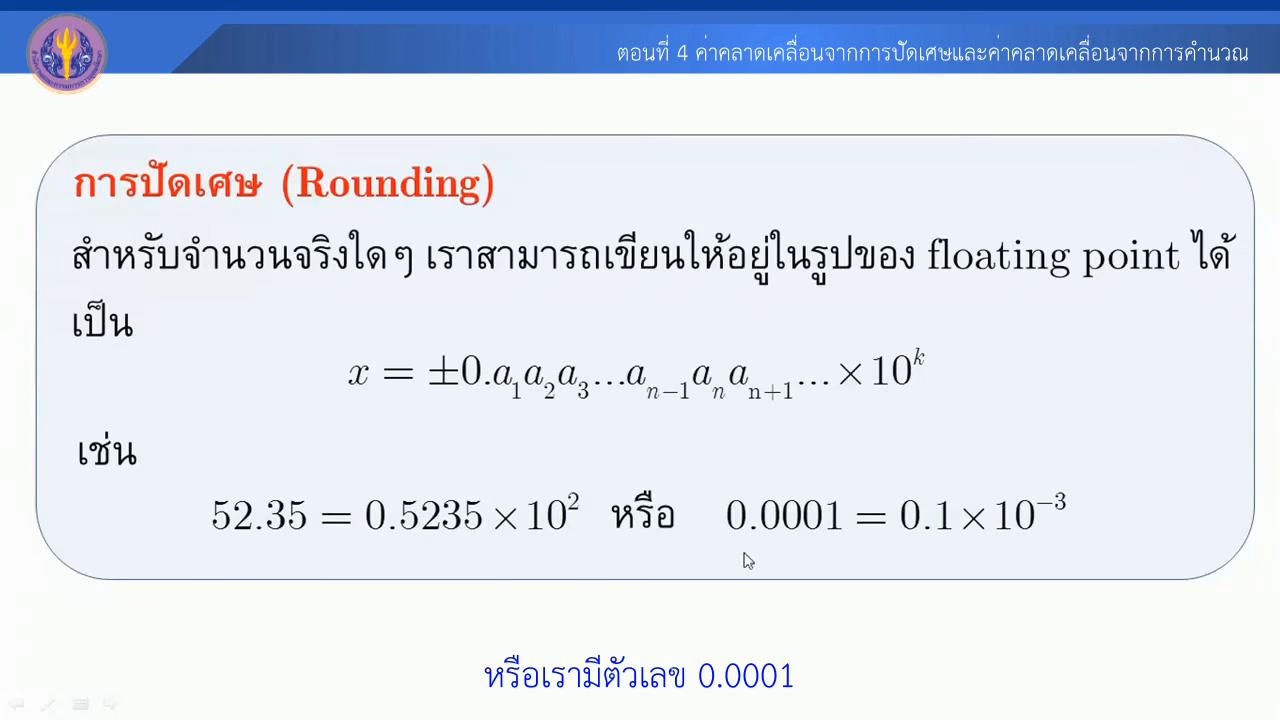 ตอนที่ 4 ค่าคลาดเคลื่อนจากการปัดเศษและค่าคลาดเคลื่อนจากการคำนวณ
การปัดเศษ (Rounding)
สำหรับจำนวนจริงใดๆ เราสามารถเขียนให้อยู่ในรูปของ floating point ได้
เป็น
x = ±0.a₁a₂a₃...aₙ₋₁aₙaₙ₊₁... × 10ᵏ
เช่น
52.35 = 0.5235 × 10² หรือ 0.0001 = 0.1 × 10⁻³
หรือเรามีตัวเลข 0.0001